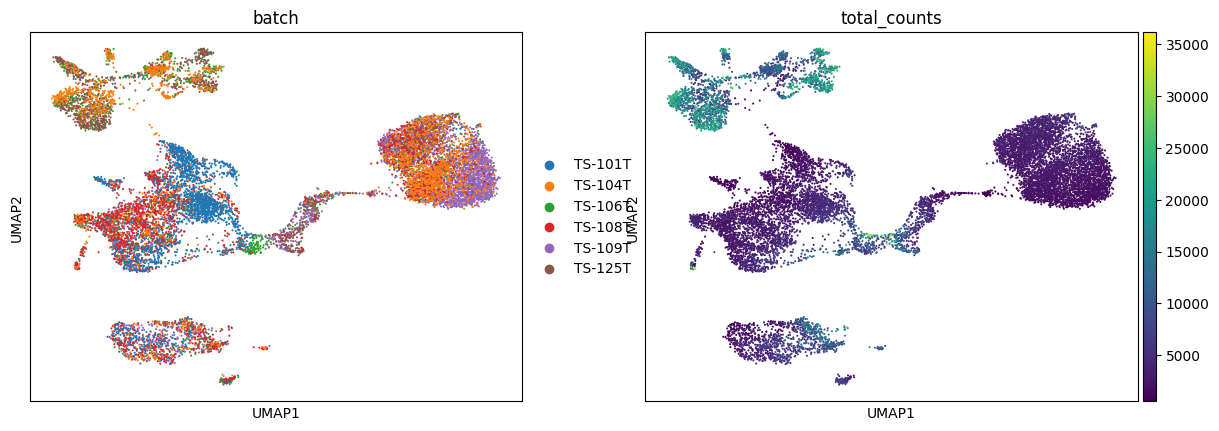 batch
UMAP2
UMAP1
TS-101T
TS-104T
TS-106T
TS-108T
TS-109T
TS-125T
total_counts
UMAP2
UMAP1
35000
30000
25000
20000
15000
10000
5000